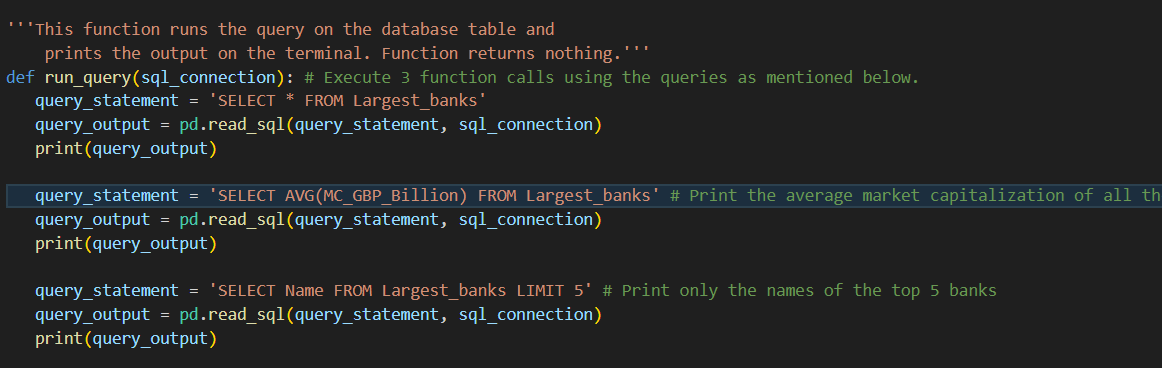 '''This function runs the query on the database table and
    prints the output on the terminal. Function returns nothing.'''
def run_query(sql_connection): # Execute 3 function calls using the queries as mentioned below.
   query_statement = 'SELECT * FROM Largest_banks'
   query_output = pd.read_sql(query_statement, sql_connection)
   print(query_output)

   query_statement = 'SELECT AVG(MC_GBP_Billion) FROM Largest_banks' # Print the average market capitalization of all th
   query_output = pd.read_sql(query_statement, sql_connection)
   print(query_output)

   query_statement = 'SELECT Name FROM Largest_banks LIMIT 5' # Print only the names of the top 5 banks
   query_output = pd.read_sql(query_statement, sql_connection)
   print(query_output)